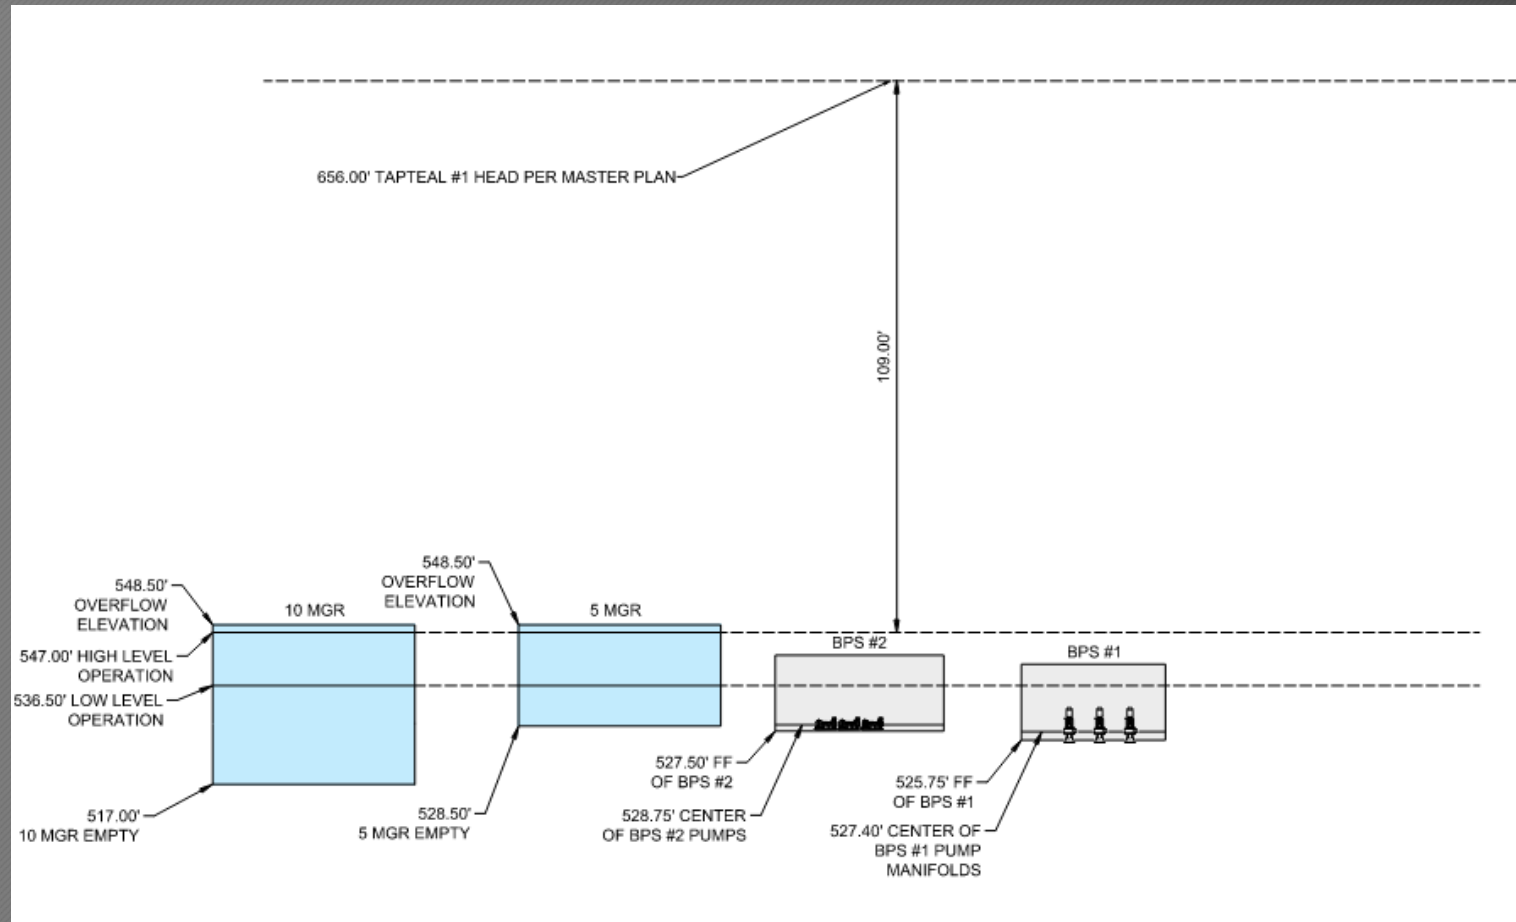 656.00' TAPTEAL #1 HEAD PER MASTER PLAN
109.00'
548.50'
OVERFLOW
ELEVATION
10 MGR
547.00' HIGH LEVEL
OPERATION
536.50' LOW LEVEL
OPERATION
517.00'
10 MGR EMPTY
548.50'
OVERFLOW
ELEVATION
5 MGR
528.50'
5 MGR EMPTY
BPS #2
527.50' FF
OF BPS #2
528.75' CENTER
OF BPS #2 PUMPS
BPS #1
525.75' FF
OF BPS #1
527.40' CENTER OF
BPS #1 PUMP
MANIFOLDS